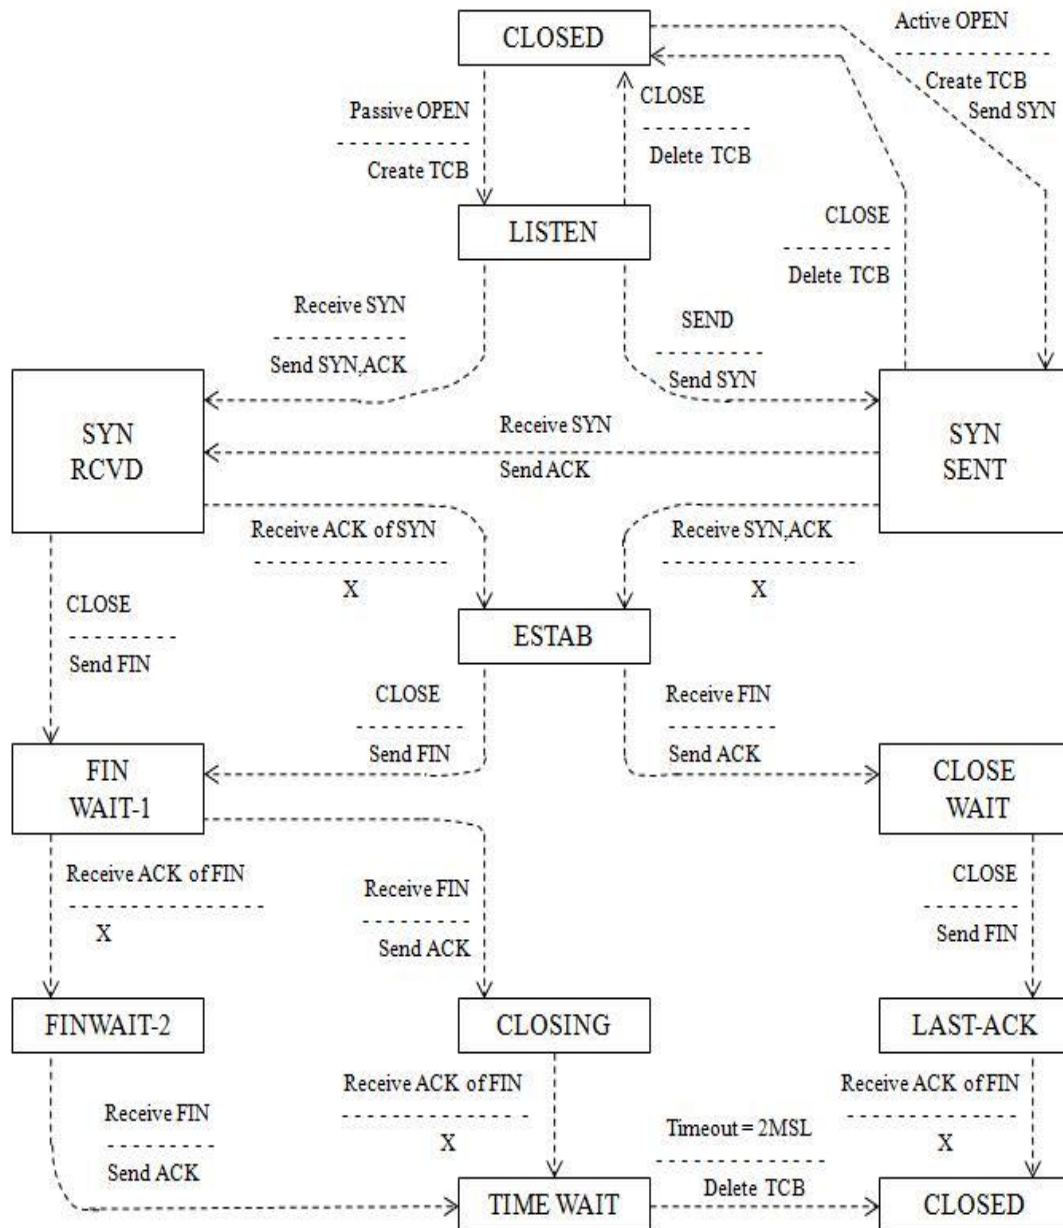 CLOSED
Active OPEN
Create TCB
Send SYN
Passive OPEN
Create TCB
CLOSE
Delete TCB
LISTEN
CLOSE
Delete TCB
Receive SYN
Send SYN,ACK
SEND
Send SYN
SYN
RCVD
Receive SYN
Send ACK
SYN
SENT
Receive ACK of SYN
X
Receive SYN,ACK
X
CLOSE
Send FIN
ESTAB
CLOSE
Send FIN
Receive FIN
Send ACK
FIN
WAIT-1
CLOSE
WAIT
Receive ACK of FIN
X
Receive FIN
Send ACK
CLOSE
Send FIN
FINWAIT-2
CLOSING
LAST-ACK
Receive FIN
Send ACK
Receive ACK of FIN
X
Timeout = 2MSL
Delete TCB
Receive ACK of FIN
X
TIME WAIT
CLOSED